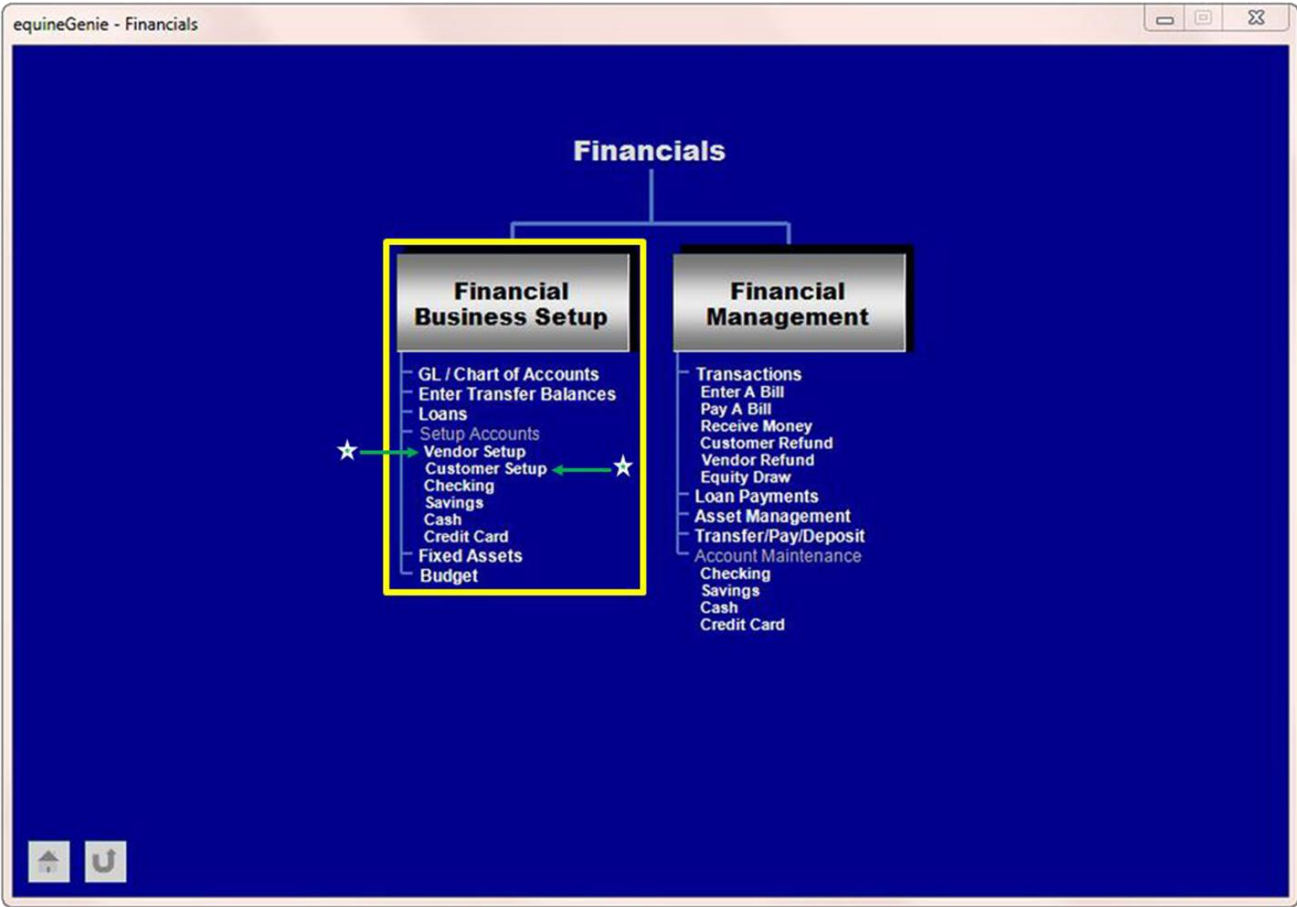 equineGenie - Financials
Financials
Financial
Business Setup
GL / Chart of Accounts
Enter Transfer Balances
Loans
Setup Accounts
Vendor Setup
Customer Setup
Checking
Savings
Cash
Credit Card
Fixed Assets
Budget
Financial
Management
Transactions
Enter A Bill
Pay A Bill
Receive Money
Customer Refund
Vendor Refund
Equity Draw
Loan Payments
Asset Management
Transfer/Pay/Deposit
Account Maintenance
Checking
Savings
Cash
Credit Card